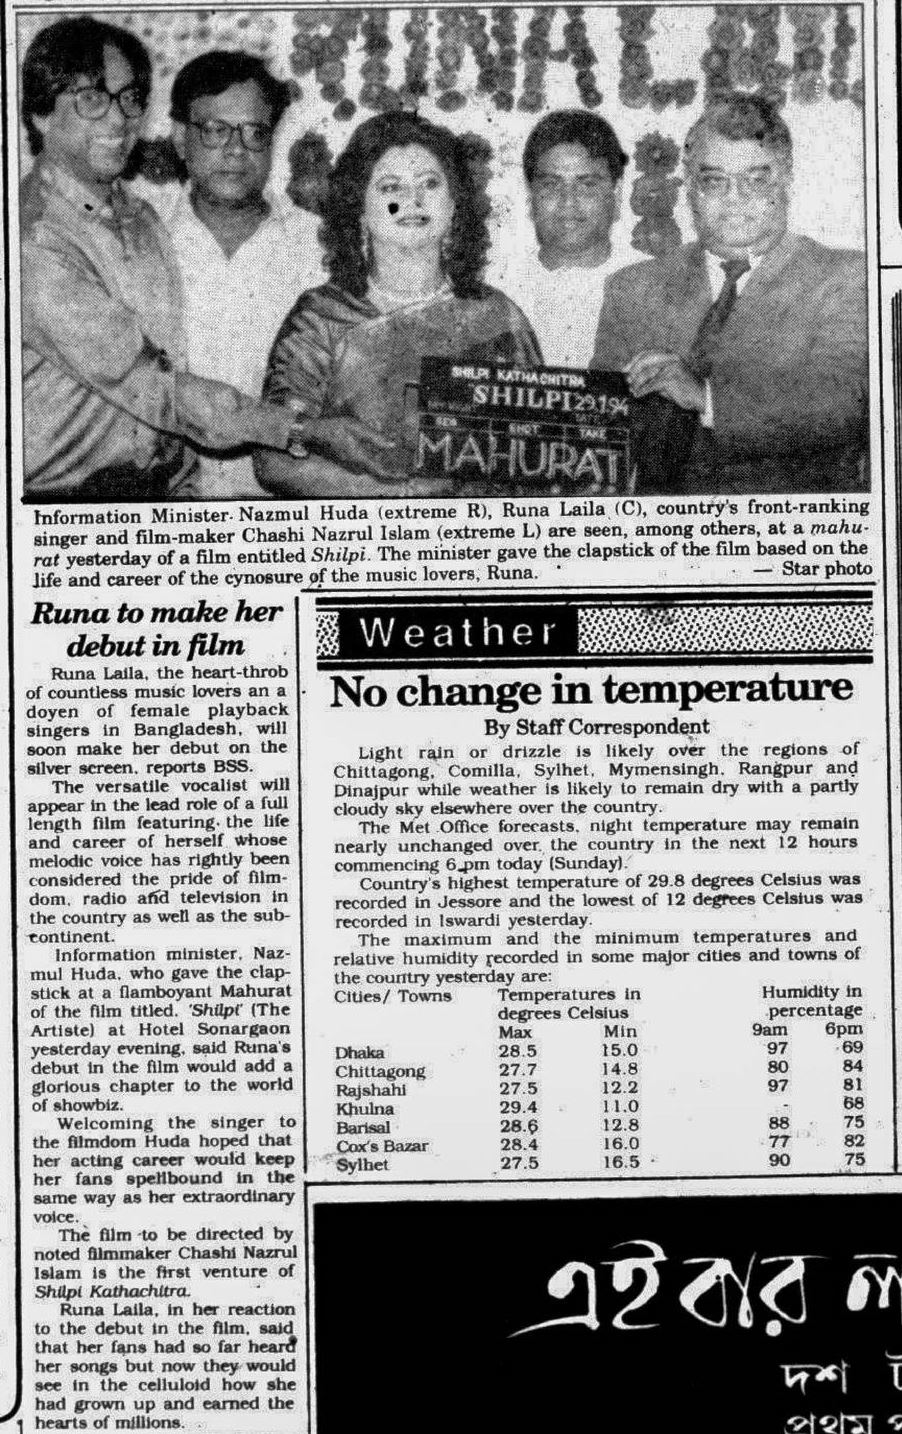 SHILPI KATHACHITRA
SHILPI 29.1.94
SHOT TAKE
MAHURAT
Information Minister Nazmul Huda (extreme R), Runa Laila (C), country's front-ranking
singer and film-maker Chashi Nazrul Islam (extreme L) are seen, among others, at a mahu-
rat yesterday of a film entitled Shilpi. The minister gave the clapstick of the film based on the
life and career of the cynosure of the music lovers, Runa. — Star photo
Runa to make her
debut in film
Runa Laila, the heart-throb
of countless music lovers an a
doyen of female playback
singers in Bangladesh, will
soon make her debut on the
silver screen, reports BSS.
The versatile vocalist will
appear in the lead role of a full
length film featuring the life
and career of herself whose
melodic voice has rightly been
considered the pride of film-
dom, radio and television in
the country as well as the sub-
continent.
Information minister, Naz-
mul Huda, who gave the clap-
stick at a flamboyant Mahurat
of the film titled, 'Shilpi' (The
Artiste) at Hotel Sonargaon
yesterday evening, said Runa's
debut in the film would add a
glorious chapter to the world
of showbiz.
Welcoming the singer to
the filmdom Huda hoped that
her acting career would keep
her fans spellbound in the
same way as her extraordinary
voice.
The film to be directed by
noted filmmaker Chashi Nazrul
Islam is the first venture of
Shilpi Kathachitra.
Runa Laila, in her reaction
to the debut in the film, said
that her fans had so far heard
her songs but now they would
see in the celluloid how she
had grown up and earned the
hearts of millions.
Weather
No change in temperature
By Staff Correspondent
Light rain or drizzle is likely over the regions of
Chittagong, Comilla, Sylhet, Mymensingh, Rangpur and
Dinajpur while weather is likely to remain dry with a partly
cloudy sky elsewhere over the country.
The Met Office forecasts, night temperature may remain
nearly unchanged over the country in the next 12 hours
commencing 6 pm today (Sunday).
Country's highest temperature of 29.8 degrees Celsius was
recorded in Jessore and the lowest of 12 degrees Celsius was
recorded in Iswardi yesterday.
The maximum and the minimum temperatures and
relative humidity recorded in some major cities and towns of
the country yesterday are:
Cities/ Towns Temperatures in Humidity in
degrees Celsius percentage
Max Min 9am 6pm
Dhaka 28.5 15.0 97 69
Chittagong 27.7 14.8 80 84
Rajshahi 27.5 12.2 97 81
Khulna 29.4 11.0 - 68
Barisal 28.6 12.8 88 75
Cox's Bazar 28.4 16.0 77 82
Sylhet 27.5 16.5 90 75
এইবার
দশ
প্রথম